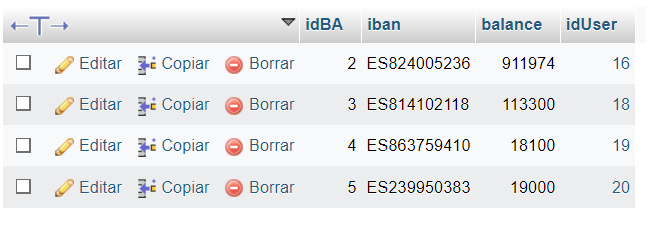 idBA iban balance idUser
Editar Copiar Borrar 2 ES824005236 911974 16
Editar Copiar Borrar 3 ES814102118 113300 18
Editar Copiar Borrar 4 ES863759410 18100 19
Editar Copiar Borrar 5 ES239950383 19000 20